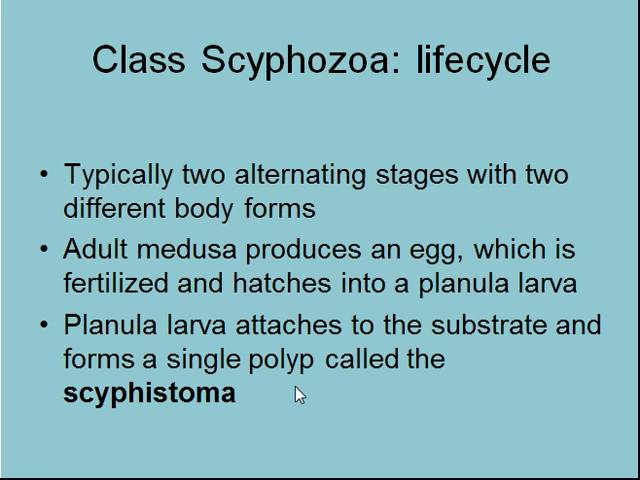 Class Scyphozoa: lifecycle
• Typically two alternating stages with two
different body forms
• Adult medusa produces an egg, which is
fertilized and hatches into a planula larva
• Planula larva attaches to the substrate and
forms a single polyp called the
scyphistoma